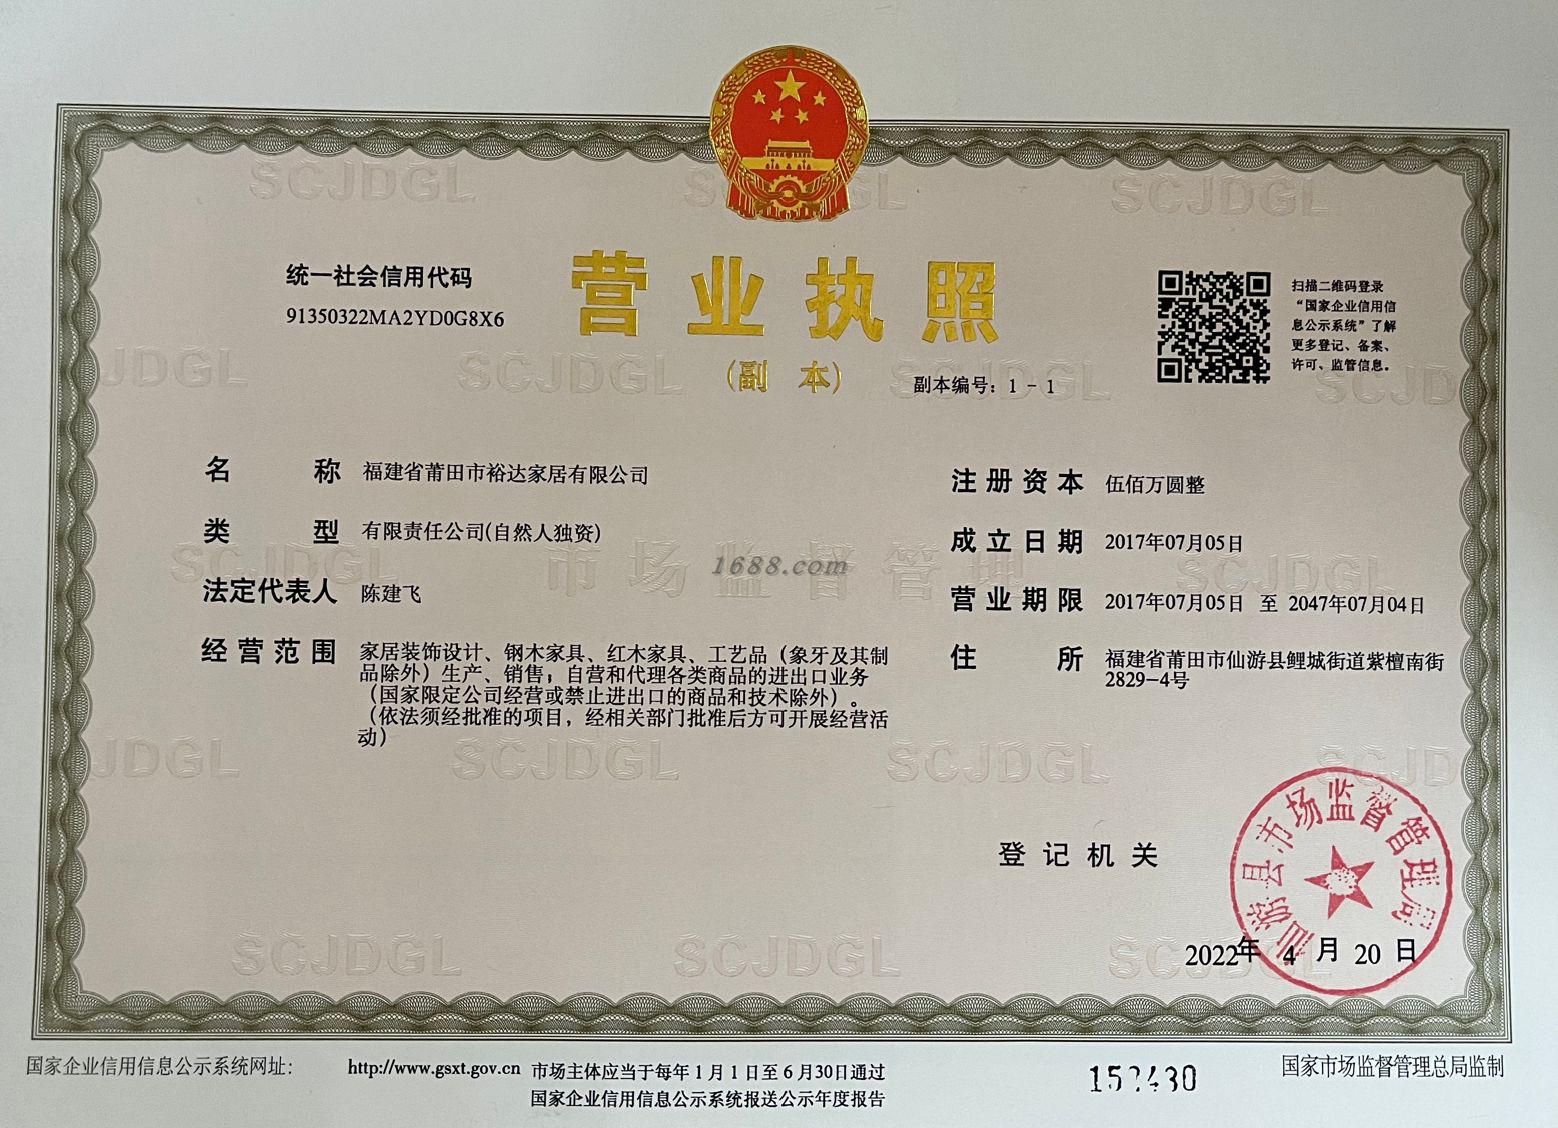 营业执照
(副 本)
副本编号：1 - 1
统一社会信用代码
91350322MA2YD0G8X6
扫描二维码登录
“国家企业信用信
息公示系统”了解
更多登记、备案、
许可、监管信息。
名 称 福建省莆田市裕达家居有限公司
类 型 有限责任公司(自然人独资)
法定代表人 陈建飞
经营范围 家居装饰设计、钢木家具、红木家具、工艺品（象牙及其制
品除外）生产、销售；自营和代理各类商品的进出口业务
（国家限定公司经营或禁止进出口的商品和技术除外）。
（依法须经批准的项目，经相关部门批准后方可开展经营活
动）
注册资本 伍佰万圆整
成立日期 2017年07月05日
营业期限 2017年07月05日 至 2047年07月04日
住 所 福建省莆田市仙游县鲤城街道紫檀南街
2829-4号
SCJDGL
市场监督管理
1688.com
登记机关
仙游县市场监督管理局
2022年 4 月 20 日
国家企业信用信息公示系统网址：
http://www.gsxt.gov.cn
市场主体应当于每年1月1日至6月30日通过
国家企业信用信息公示系统报送公示年度报告
国家市场监督管理总局监制